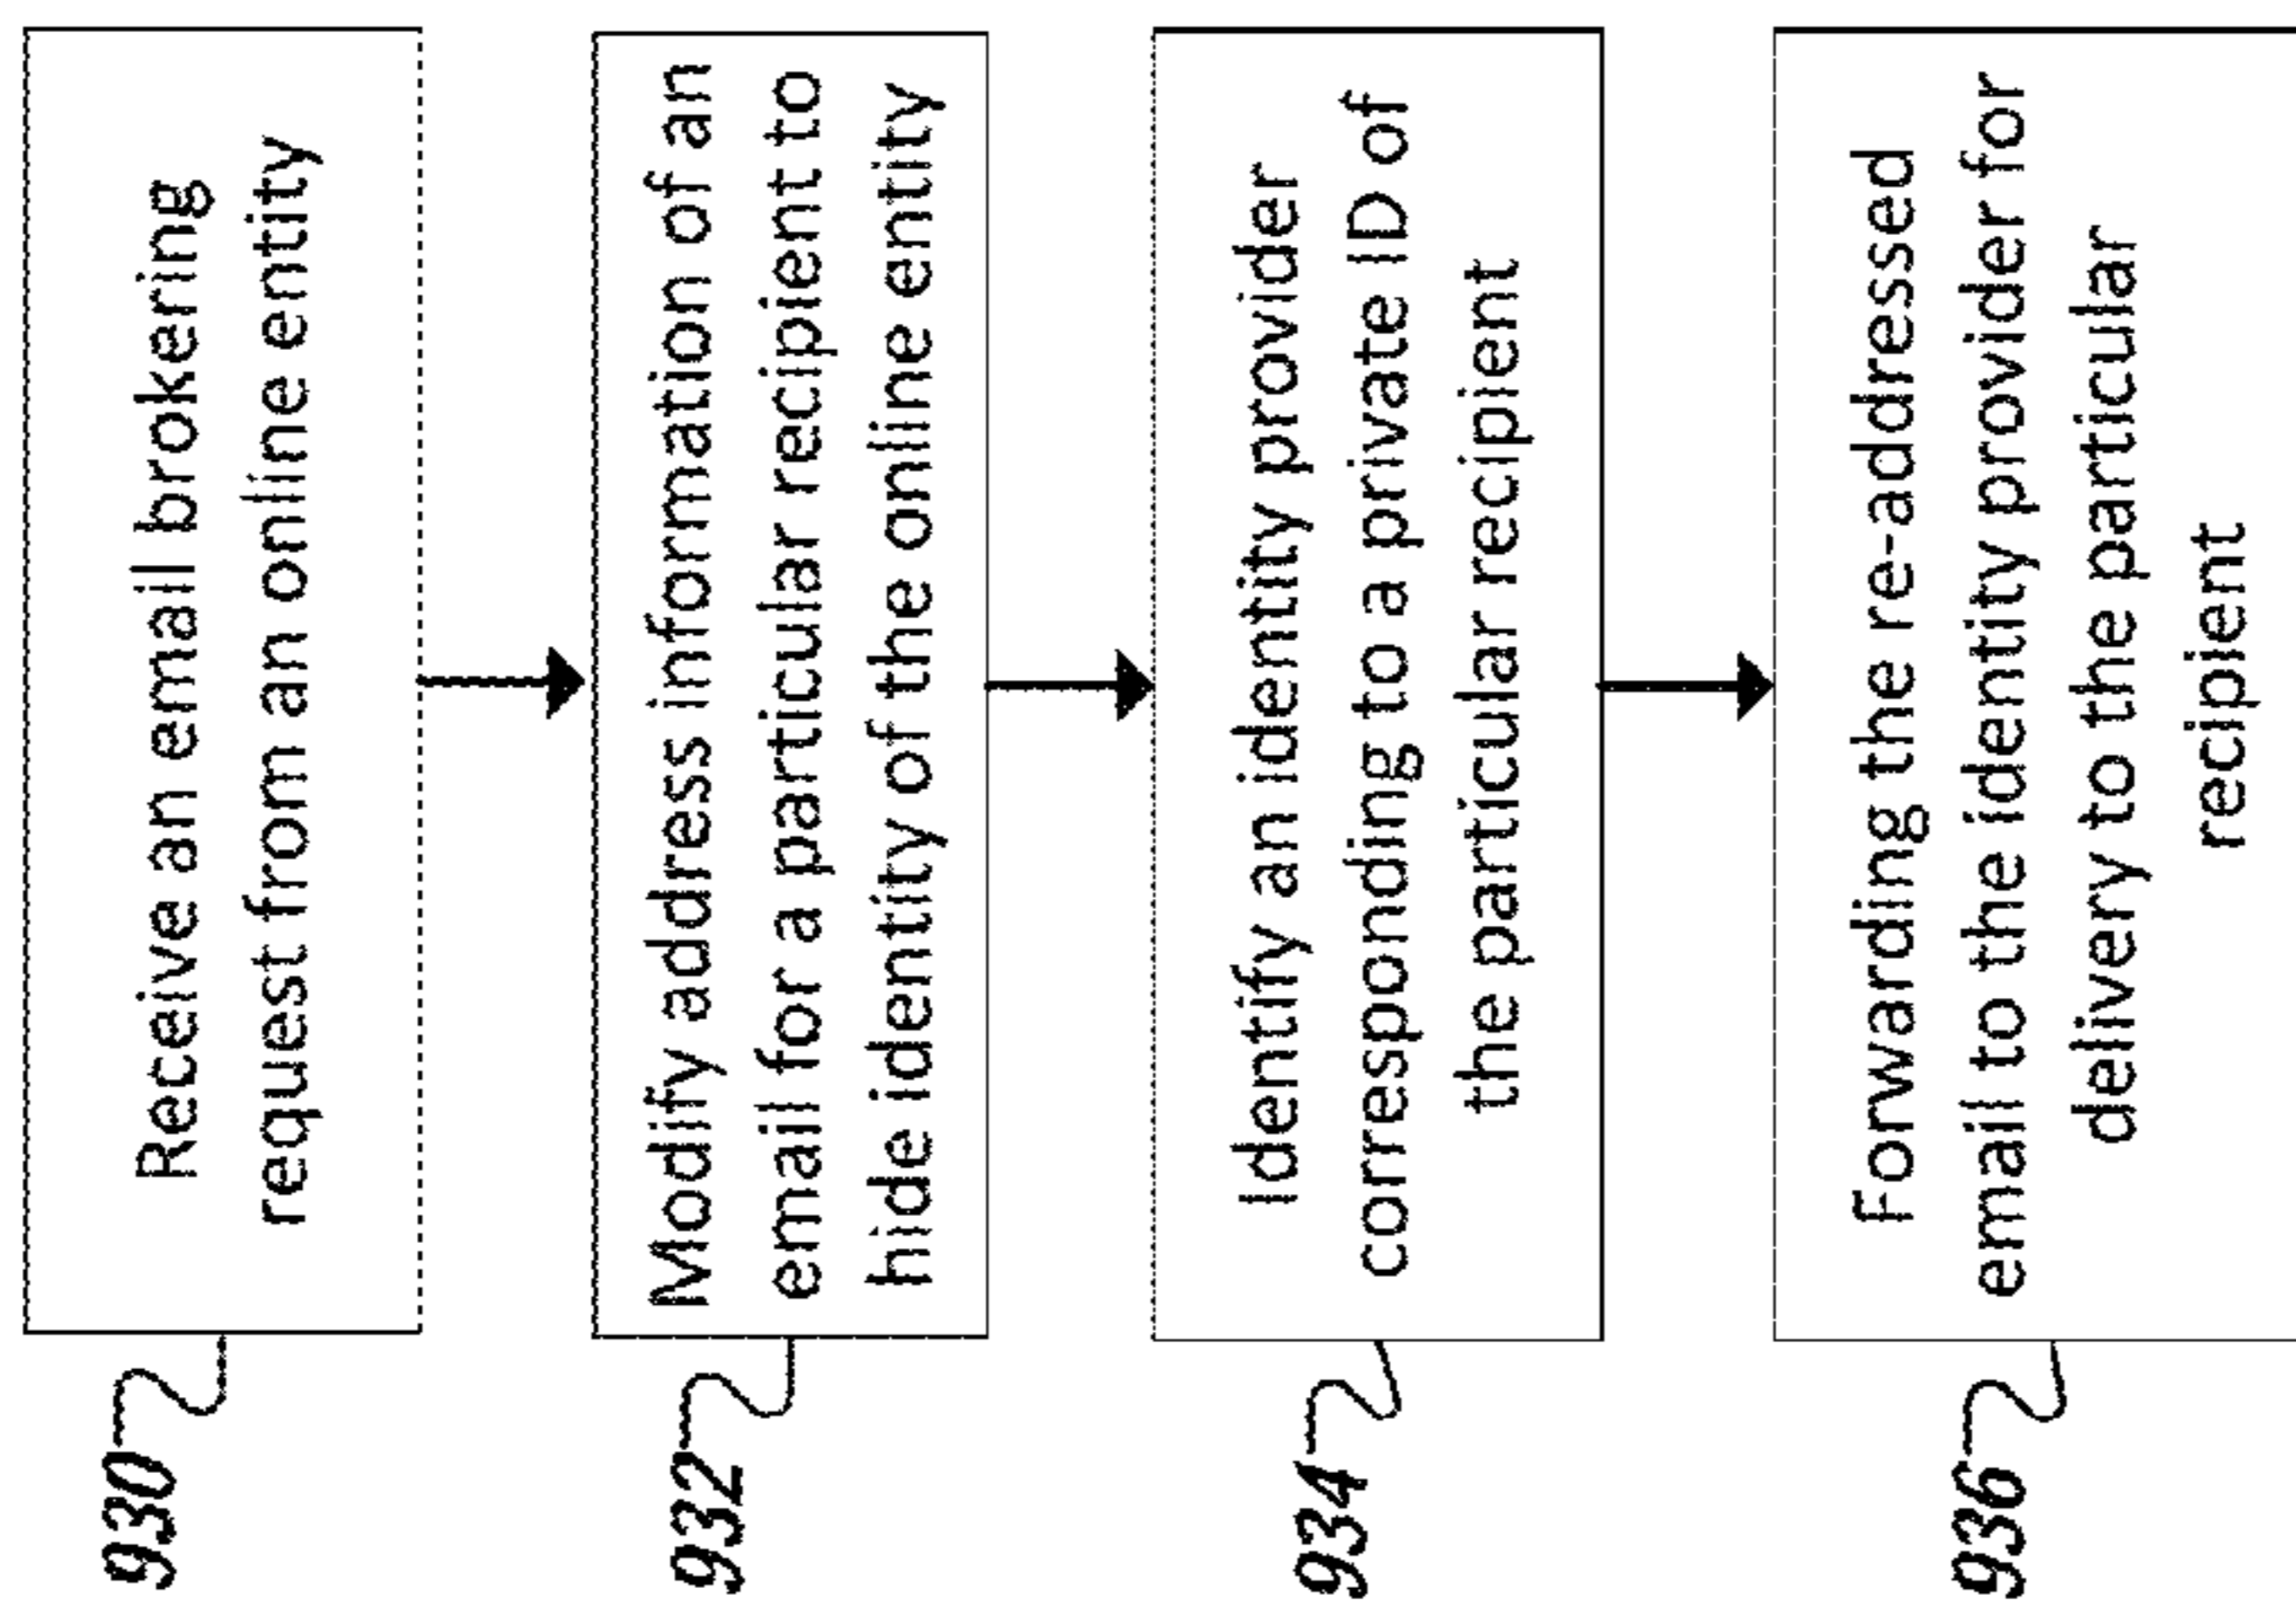 930
Receive an email brokering
request from an online entity
932
Modify address information of an
email for a particular recipient to
hide identity of the online entity
934
Identify an identity provider
corresponding to a private ID of
the particular recipient
936
Forwarding the re-addressed
email to the identity provider for
delivery to the particular
recipient